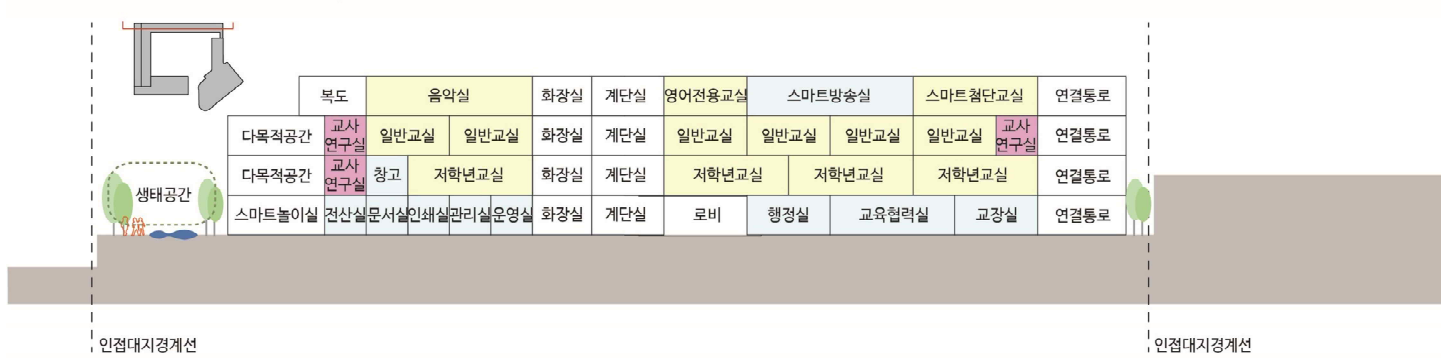 복도 음악실 화장실 계단실 영어전용교실 스마트방송실 스마트첨단교실 연결통로
다목적공간 교사 연구실 일반교실 일반교실 화장실 계단실 일반교실 일반교실 일반교실 일반교실 교사 연구실 연결통로
다목적공간 교사 연구실 창고 저학년교실 화장실 계단실 저학년교실 저학년교실 저학년교실 연결통로
생태공간
스마트놀이실 전산실 문서실 인쇄실 관리실 운영실 화장실 계단실 로비 행정실 교육협력실 교장실 연결통로
인접대지경계선 인접대지경계선